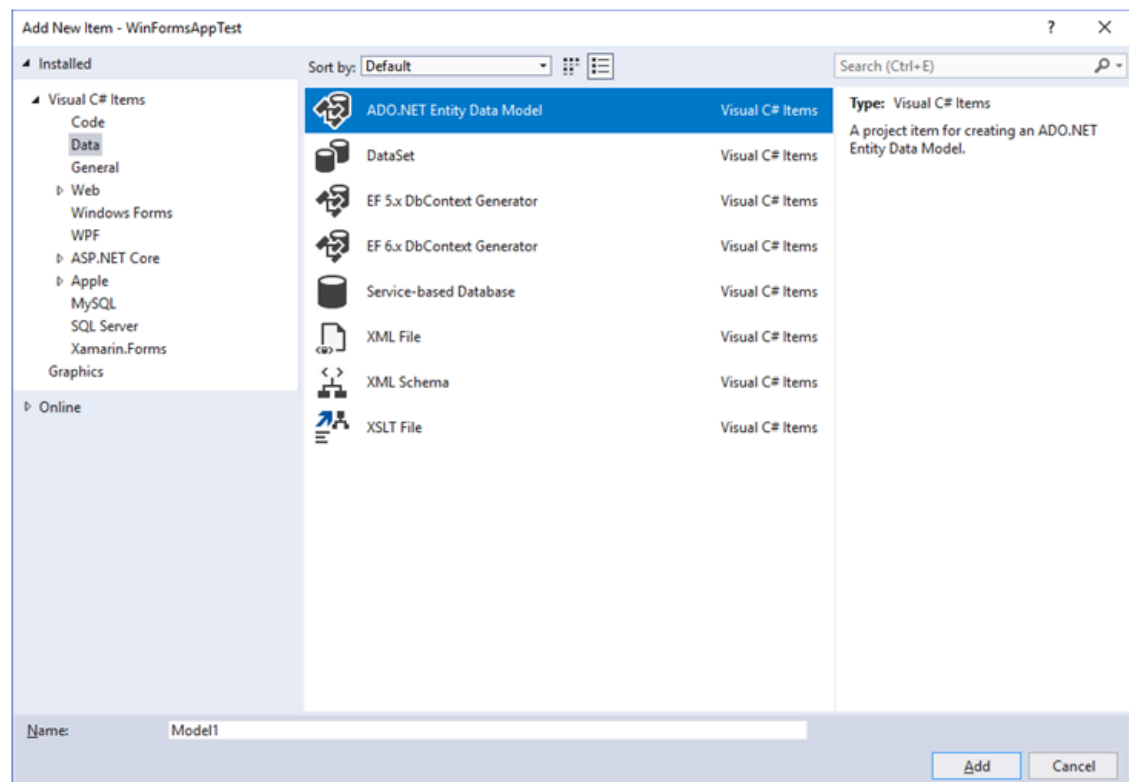 Add New Item - WinFormsAppTest
? ×
Installed
Sort by: Default
Search (Ctrl+E)
Visual C# Items
Code
Data
General
Web
Windows Forms
WPF
ASP.NET Core
Apple
MySQL
SQL Server
Xamarin.Forms
Graphics
Online
ADO.NET Entity Data Model Visual C# Items
DataSet Visual C# Items
EF 5.x DbContext Generator Visual C# Items
EF 6.x DbContext Generator Visual C# Items
Service-based Database Visual C# Items
XML File Visual C# Items
XML Schema Visual C# Items
XSLT File Visual C# Items
Type: Visual C# Items
A project item for creating an ADO.NET
Entity Data Model.
Name: Model1
Add Cancel